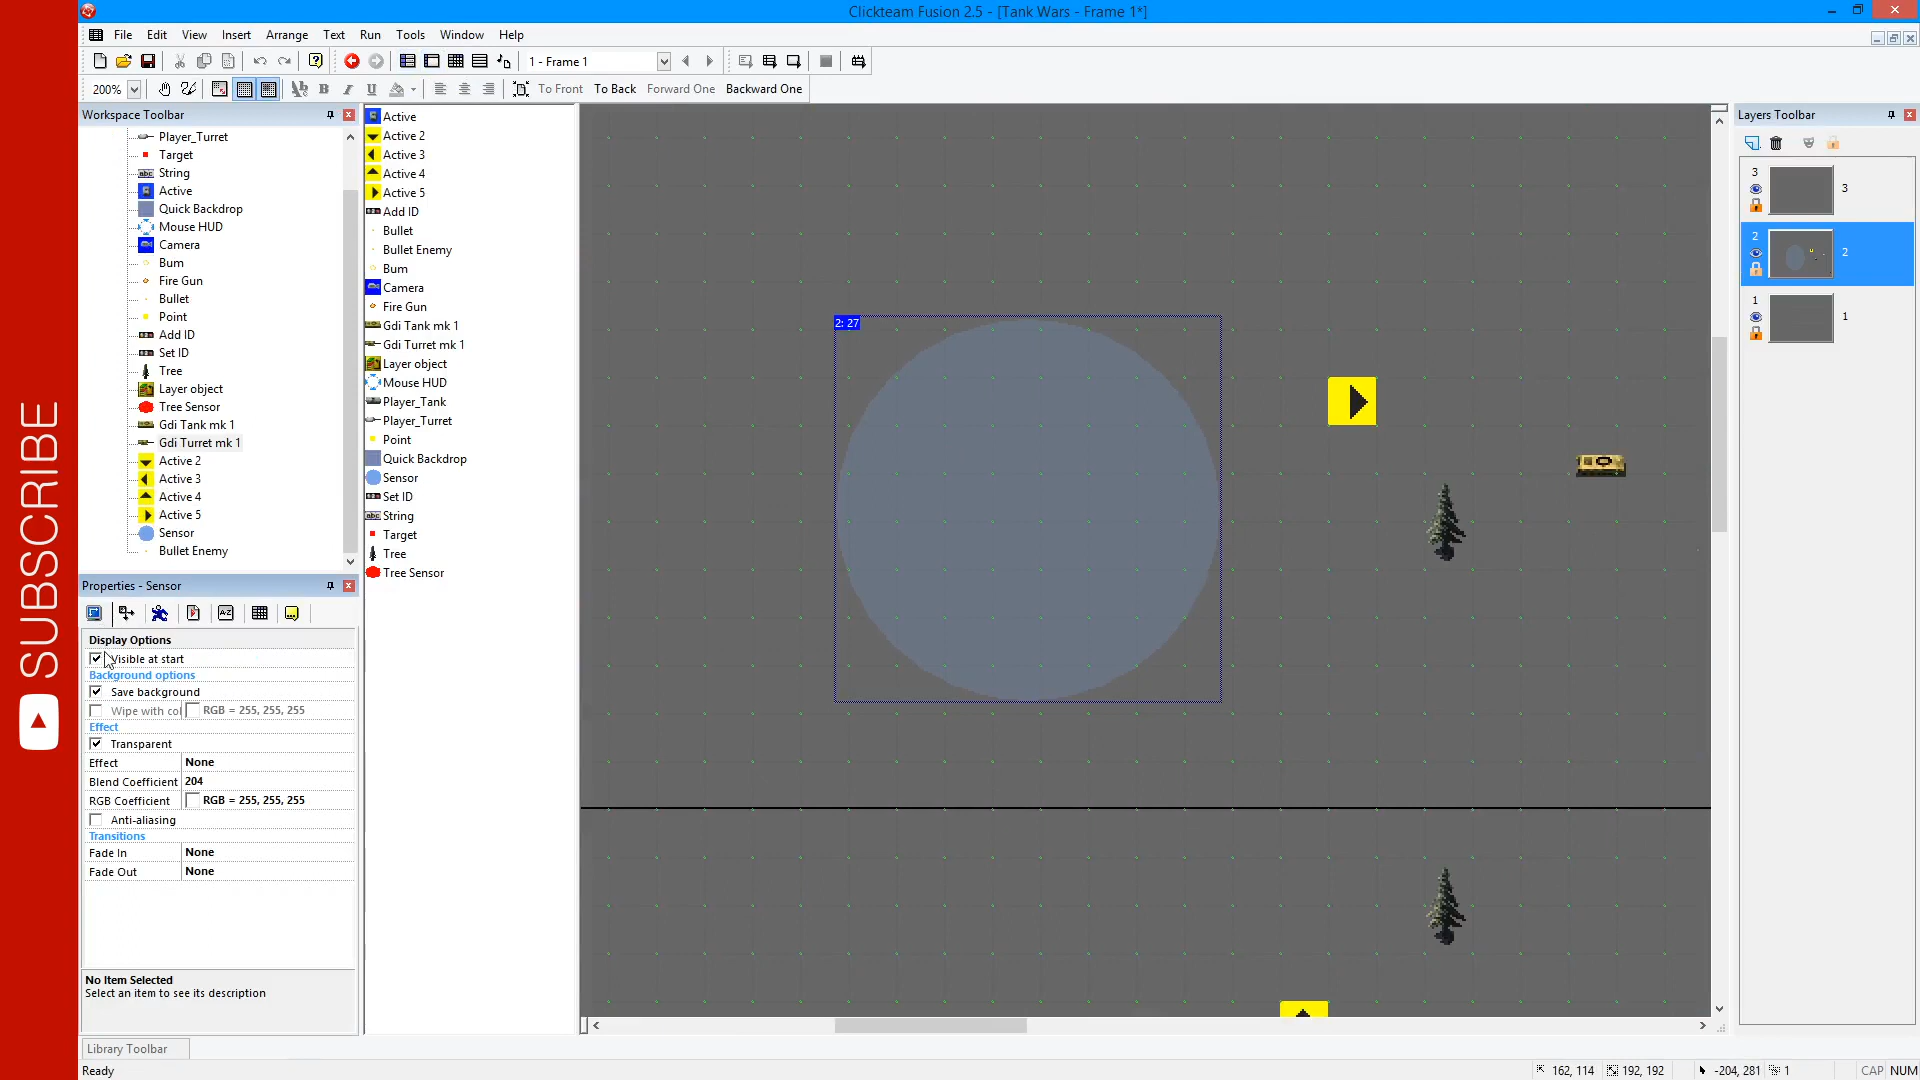 Clickteam Fusion 2.5 - [Tank Wars - Frame 1*]
File Edit View Insert Arrange Text Run Tools Window Help
1 - Frame 1
200% B I U To Front To Back Forward One Backward One
Workspace Toolbar
Player_Turret
Target
String
Active
Quick Backdrop
Mouse HUD
Camera
Bum
Fire Gun
Bullet
Point
Add ID
Set ID
Tree
Layer object
Tree Sensor
Gdi Tank mk 1
Gdi Turret mk 1
Active 2
Active 3
Active 4
Active 5
Sensor
Bullet Enemy
Active
Active 2
Active 3
Active 4
Active 5
Add ID
Bullet
Bullet Enemy
Bum
Camera
Fire Gun
Gdi Tank mk 1
Gdi Turret mk 1
Layer object
Mouse HUD
Player_Tank
Player_Turret
Point
Quick Backdrop
Sensor
Set ID
String
Target
Tree
Tree Sensor
2: 27
Layers Toolbar
3
3
2
2
1
1
Properties - Sensor
Display Options
Visible at start
Background options
Save background
Wipe with col RGB = 255, 255, 255
Effect
Transparent
Effect None
Blend Coefficient 204
RGB Coefficient RGB = 255, 255, 255
Anti-aliasing
Transitions
Fade In None
Fade Out None
No Item Selected
Select an item to see its description
Library Toolbar
Ready
162, 114 192, 192 -204, 281 1 CAP NUM
SUBSCRIBE